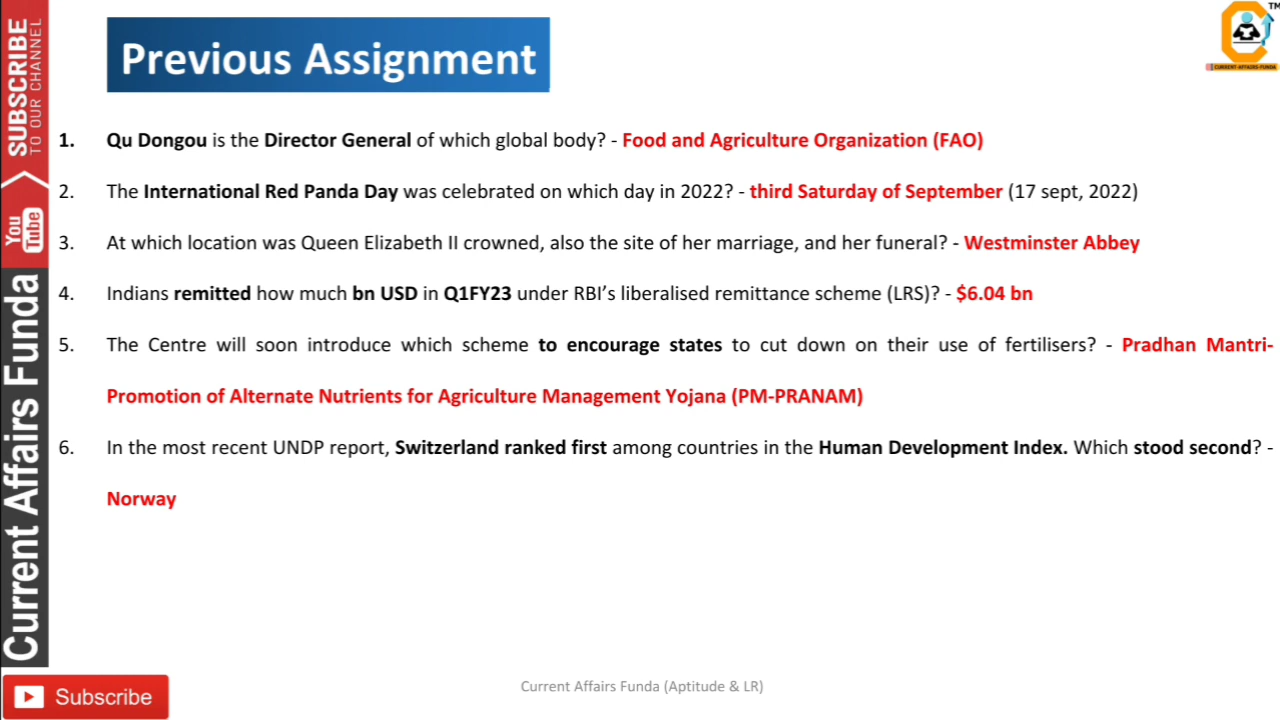 Previous Assignment
TM
CURRENT-AFFAIRS-FUNDA
SUBSCRIBE
TO OUR CHANNEL
You
Tube
Current Affairs Funda
1. Qu Dongou is the Director General of which global body? - Food and Agriculture Organization (FAO)
2. The International Red Panda Day was celebrated on which day in 2022? - third Saturday of September (17 sept, 2022)
3. At which location was Queen Elizabeth II crowned, also the site of her marriage, and her funeral? - Westminster Abbey
4. Indians remitted how much bn USD in Q1FY23 under RBI’s liberalised remittance scheme (LRS)? - $6.04 bn
5. The Centre will soon introduce which scheme to encourage states to cut down on their use of fertilisers? - Pradhan Mantri-
Promotion of Alternate Nutrients for Agriculture Management Yojana (PM-PRANAM)
6. In the most recent UNDP report, Switzerland ranked first among countries in the Human Development Index. Which stood second? -
Norway
Subscribe
Current Affairs Funda (Aptitude & LR)